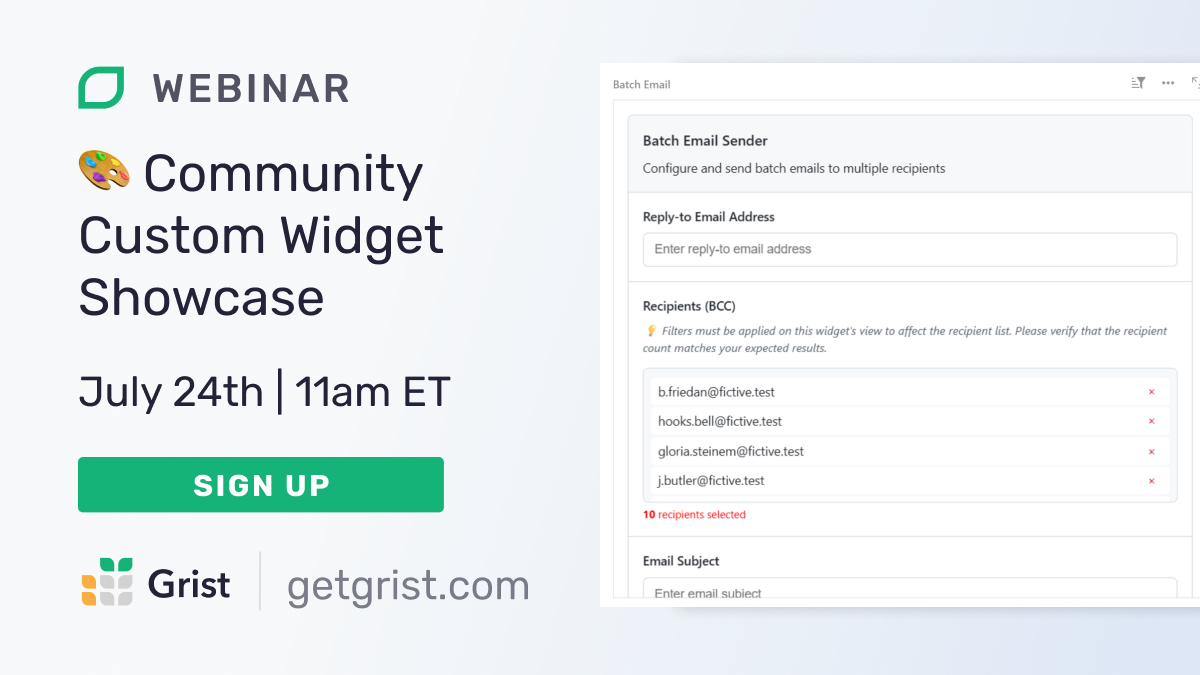 WEBINAR
🎨 Community
Custom Widget
Showcase
July 24th | 11am ET
SIGN UP
Grist
getgrist.com
Batch Email
Batch Email Sender
Configure and send batch emails to multiple recipients
Reply-to Email Address
Enter reply-to email address
Recipients (BCC)
💡 Filters must be applied on this widget's view to affect the recipient list. Please verify that the recipient
count matches your expected results.
b.friedan@fictive.test ×
hooks.bell@fictive.test ×
gloria.steinem@fictive.test ×
j.butler@fictive.test ×
10 recipients selected
Email Subject
Enter email subject